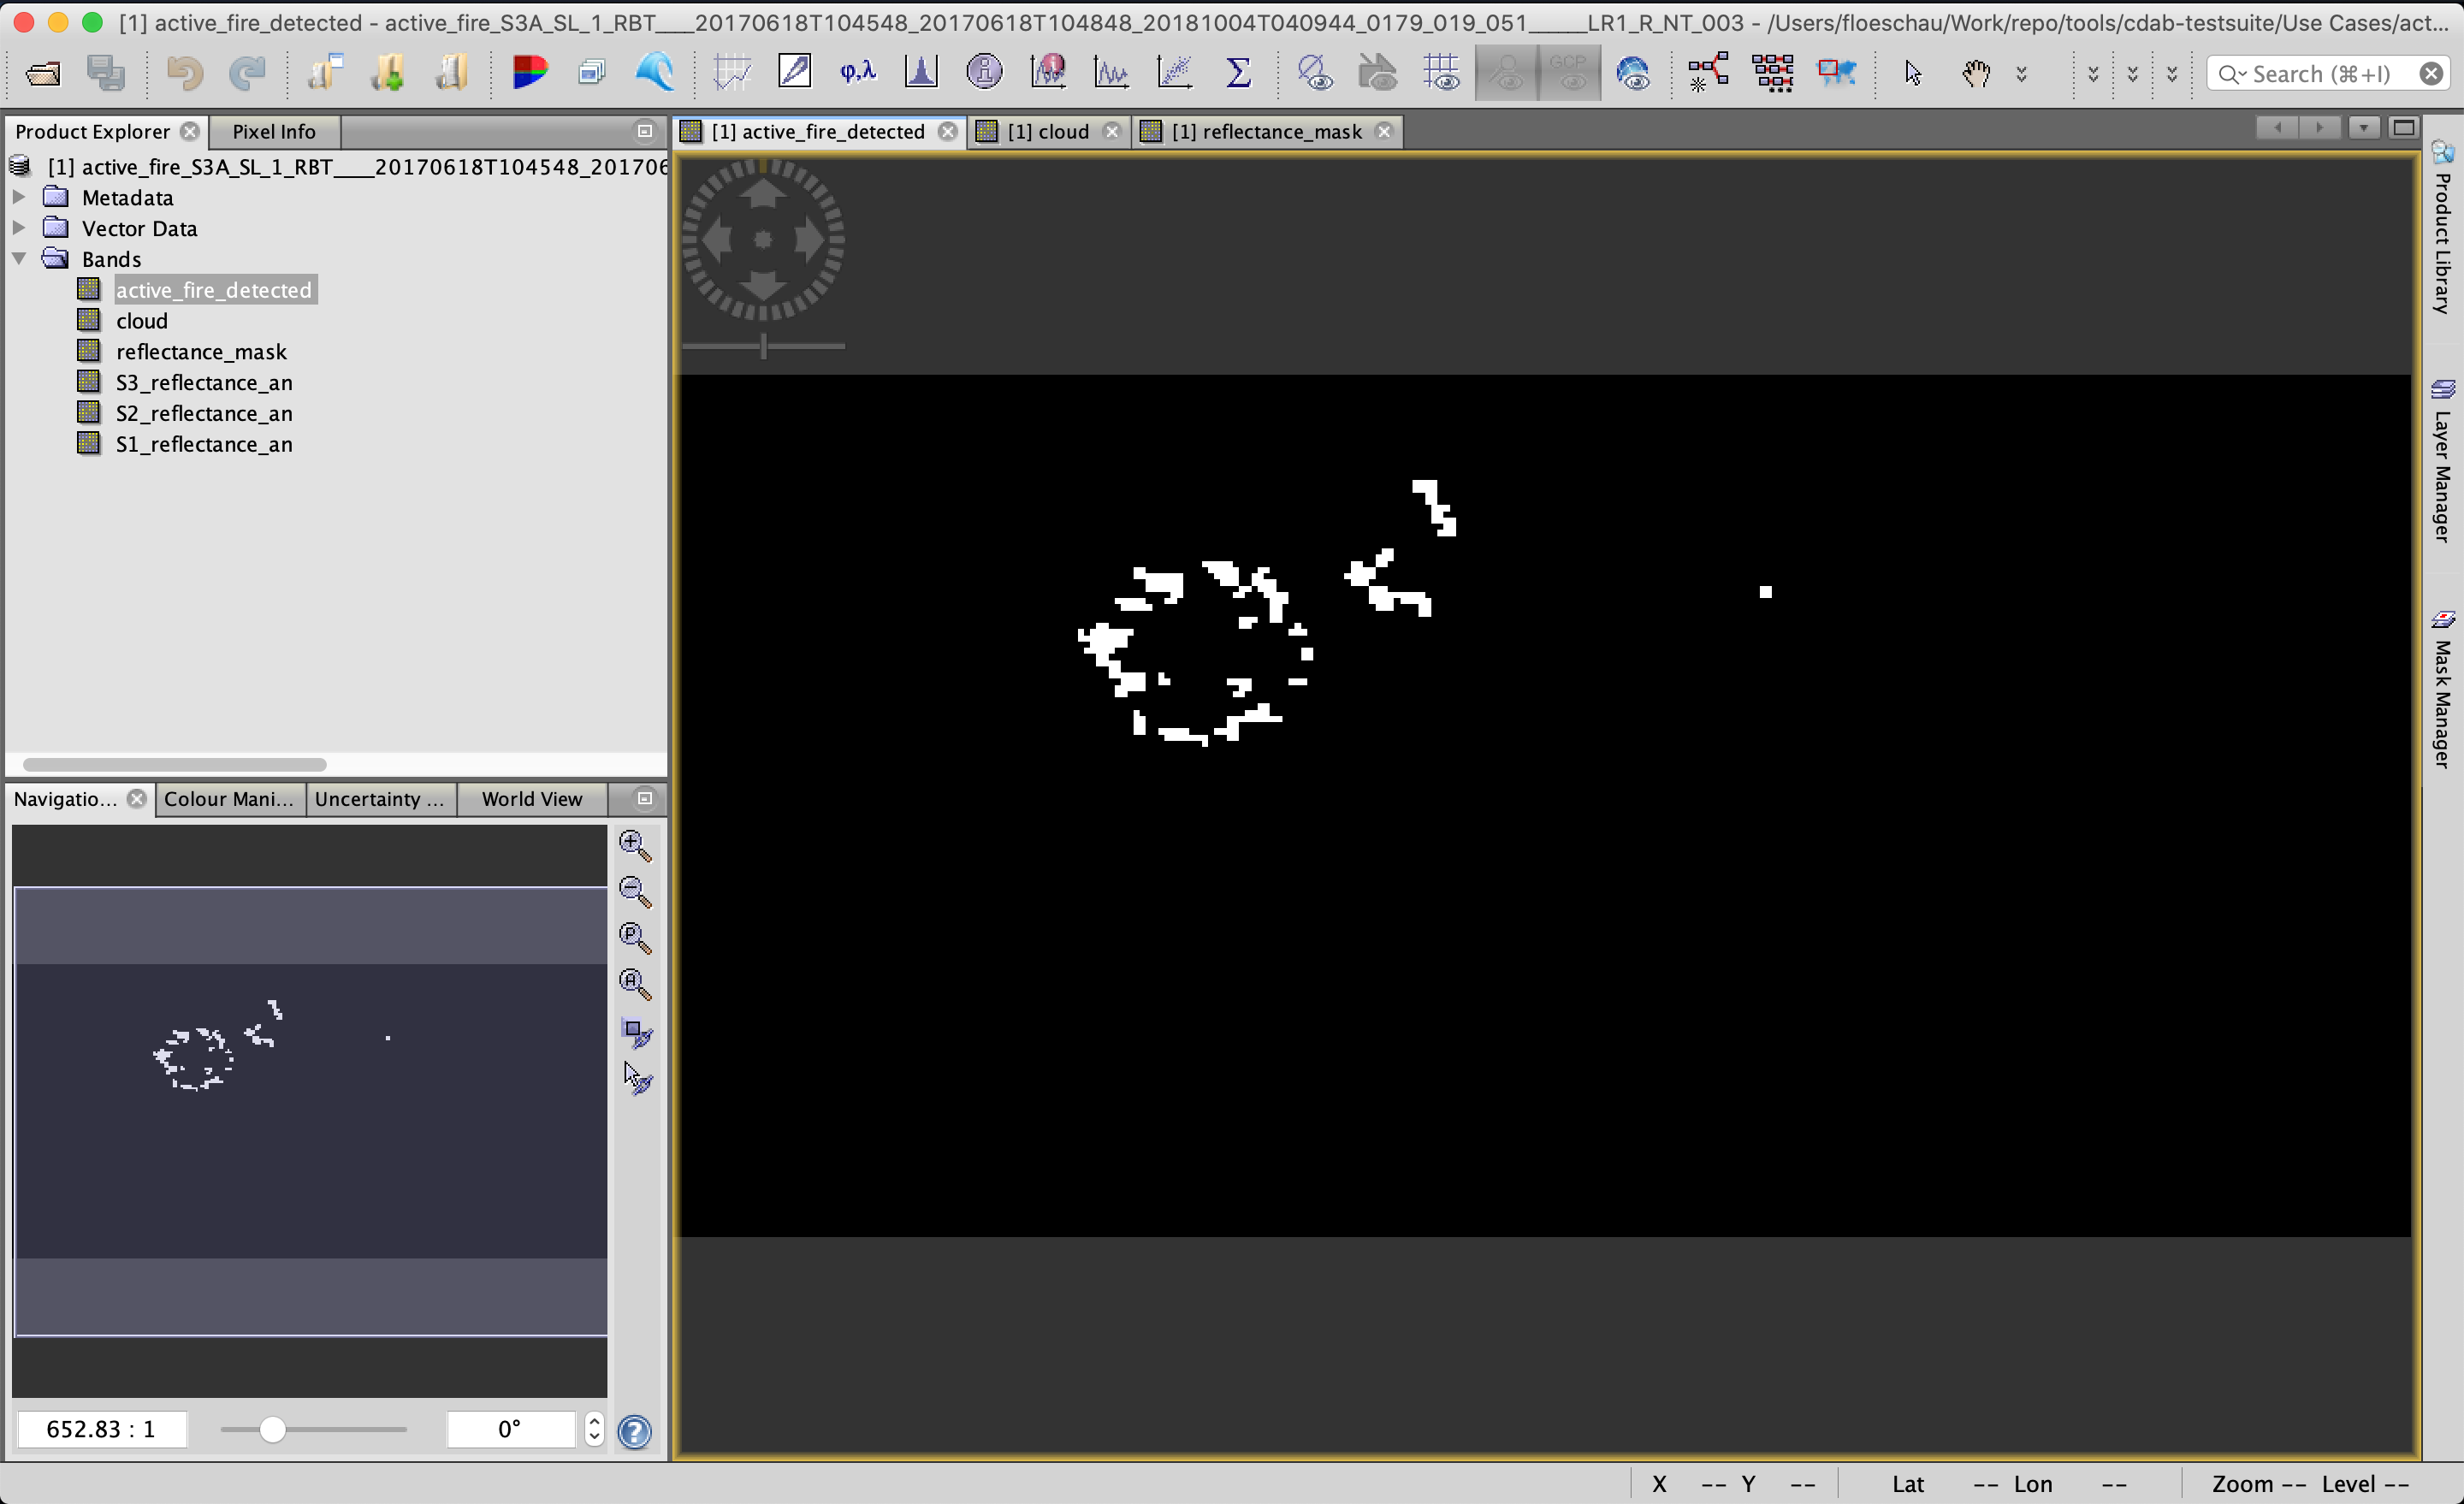 [1] active_fire_detected - active_fire_S3A_SL_1_RBT____20170618T104548_20170618T104848_20181004T040944_0179_019_051_____LR1_R_NT_003 - /Users/floeschau/Work/repo/tools/cdab-testsuite/Use Cases/act...
φ,λ
Σ
GCP
Search (⌘+I)
Product Explorer
Pixel Info
[1] active_fire_detected
[1] cloud
[1] reflectance_mask
[1] active_fire_S3A_SL_1_RBT____20170618T104548_201706
Metadata
Vector Data
Bands
active_fire_detected
cloud
reflectance_mask
S3_reflectance_an
S2_reflectance_an
S1_reflectance_an
Product Library
Layer Manager
Mask Manager
Navigatio...
Colour Mani...
Uncertainty ...
World View
652.83 : 1
0°
X -- Y -- Lat -- Lon -- Zoom -- Level --